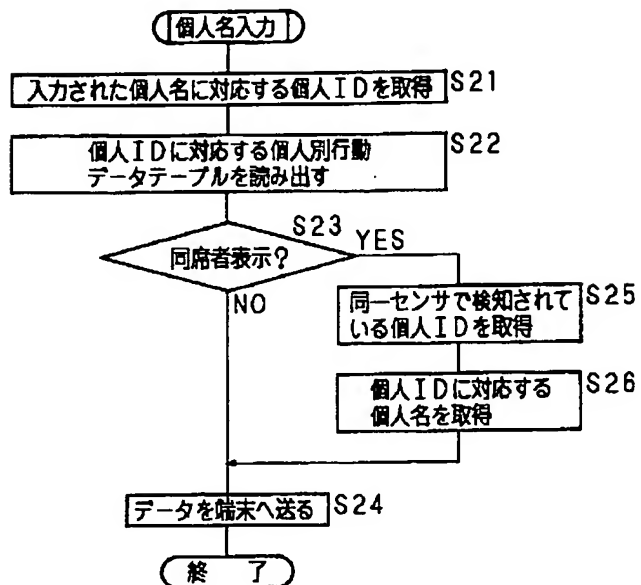 個人名入力
入力された個人名に対応する個人IDを取得 S21
個人IDに対応する個人別行動 S22
データテーブルを読み出す
S23
同席者表示? YES
NO
同一センサで検知されて S25
いる個人IDを取得
個人IDに対応する S26
個人名を取得
データを端末へ送る S24
終 了